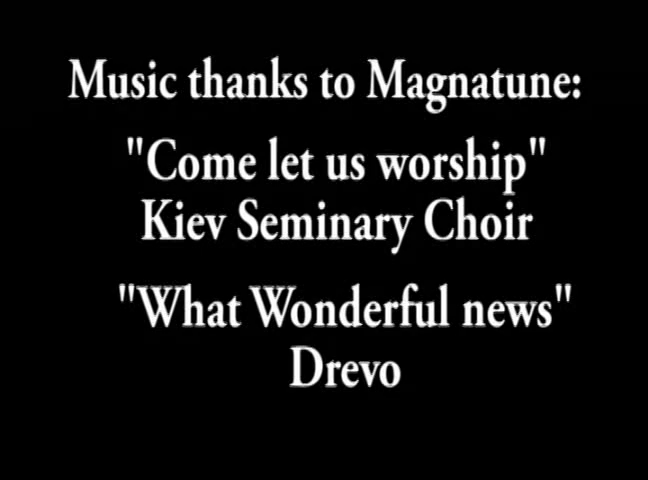 Music thanks to Magnatune:
"Come let us worship"
Kiev Seminary Choir
"What Wonderful news"
Drevo